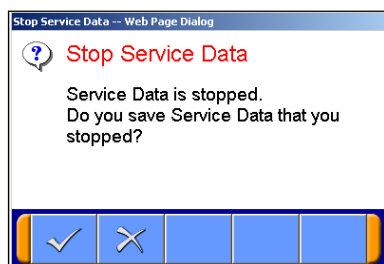 Stop Service Data -- Web Page Dialog
Stop Service Data
Service Data is stopped.
Do you save Service Data that you
stopped?